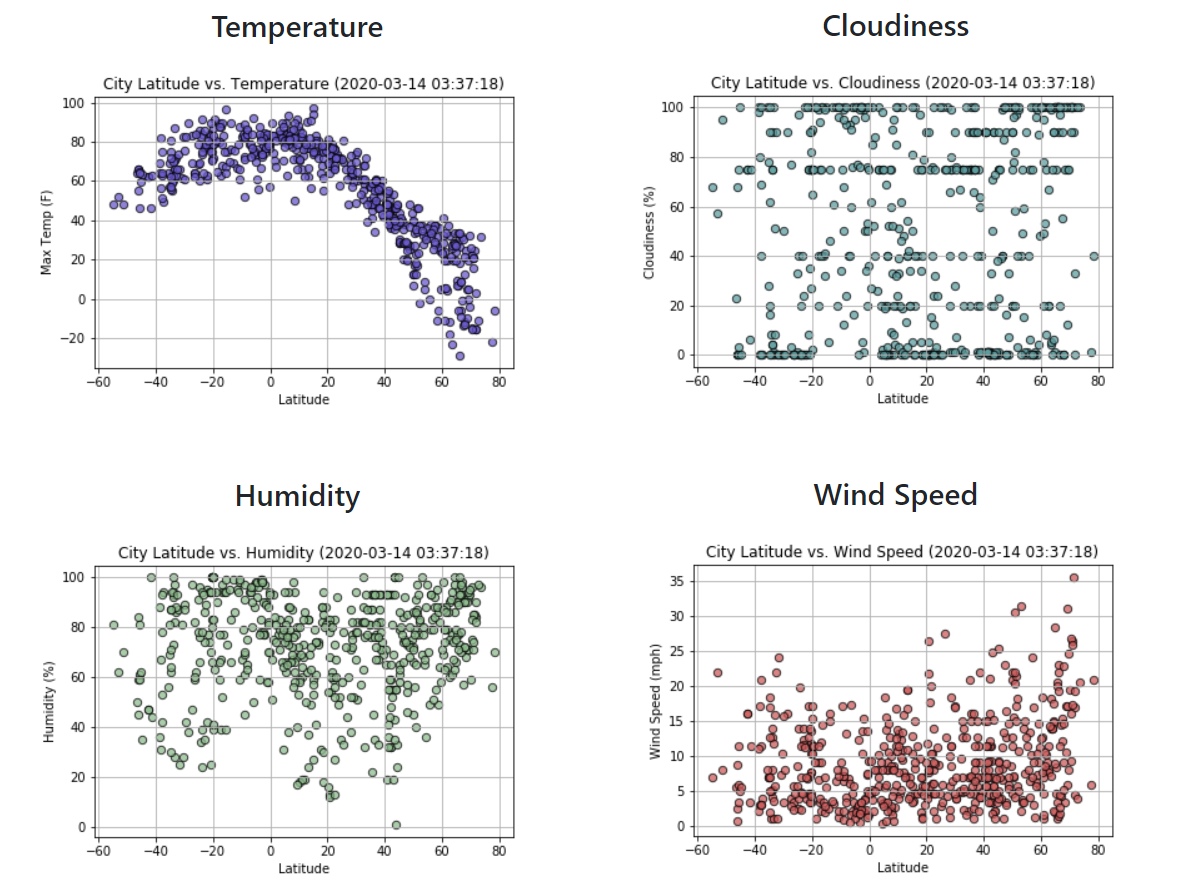 Temperature
Cloudiness
City Latitude vs. Temperature (2020-03-14 03:37:18)
100
80
60
40
20
0
−20
Max Temp (F)
−60 −40 −20 0 20 40 60 80
Latitude
City Latitude vs. Cloudiness (2020-03-14 03:37:18)
100
80
60
40
20
0
Cloudiness (%)
−60 −40 −20 0 20 40 60 80
Latitude
Humidity
Wind Speed
City Latitude vs. Humidity (2020-03-14 03:37:18)
100
80
60
40
20
0
Humidity (%)
−60 −40 −20 0 20 40 60 80
Latitude
City Latitude vs. Wind Speed (2020-03-14 03:37:18)
35
30
25
20
15
10
5
0
Wind Speed (mph)
−60 −40 −20 0 20 40 60 80
Latitude